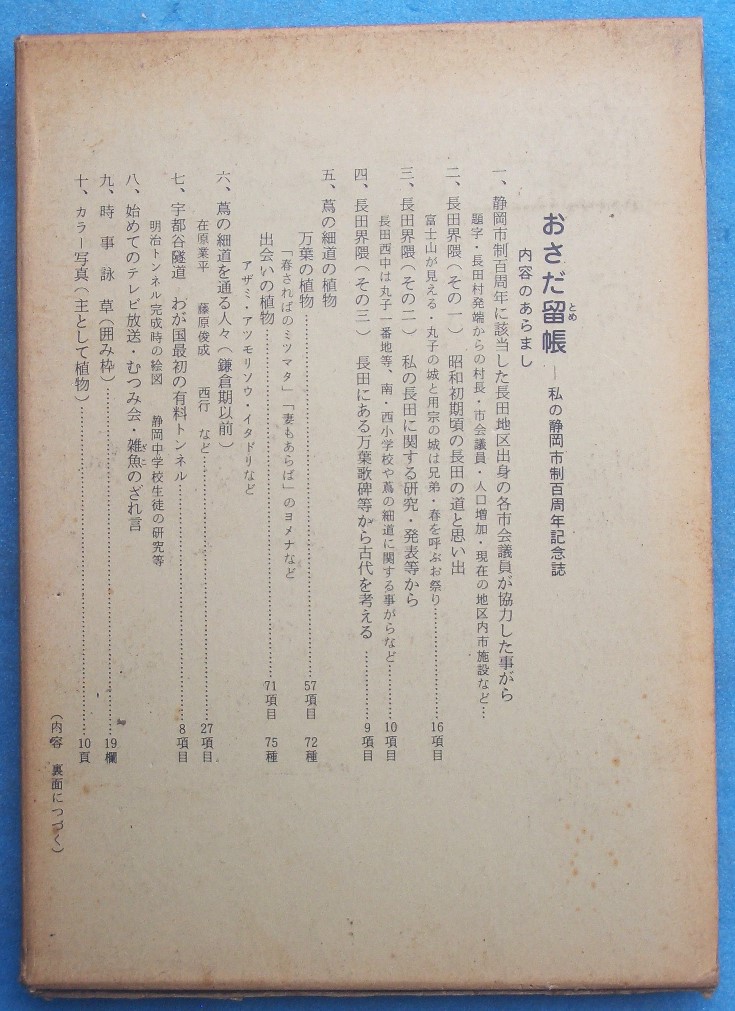 おさだ留帳 ―私の静岡市制百周年記念誌
とめ
内容のあらまし
一、静岡市制百周年に該当した長田地区出身の各市会議員が協力した事がら
題字・長田村発端からの村長・市会議員・人口増加・現在の地区内市施設など…
二、長田界隈(その一) 昭和初期頃の長田の道と思い出
富士山が見える・丸子の城と用宗の城は兄弟・春を呼ぶお祭り……………16項目
三、長田界隈(その二) 私の長田に関する研究・発表等から
長田西中は丸子一番地等、南・西小学校や蔦の細道に関する事がらなど………10項目
四、長田界隈(その三) 長田にある万葉歌碑等から古代を考える…………9項目
五、蔦の細道の植物
万葉の植物……………………………………57項目 72種
「春さればのミツマタ」「妻もあらば」のヨメナなど
出会いの植物……………………………………71項目 75種
アザミ・アツモリソウ・イタドリなど
六、蔦の細道を通る人々(鎌倉期以前)
在原業平 藤原俊成 西行 など……………………27項目
七、宇都谷隧道 わが国最初の有料トンネル……………………8項目
明治トンネル完成時の絵図 静岡中学校生徒の研究等
八、始めてのテレビ放送・むつみ会・雑魚のざれ言
ざこ
九、時事詠草(囲み枠)……………………………………19欄
十、カラー写真(主として植物)……………………………………10頁
(内容 裏面につづく)